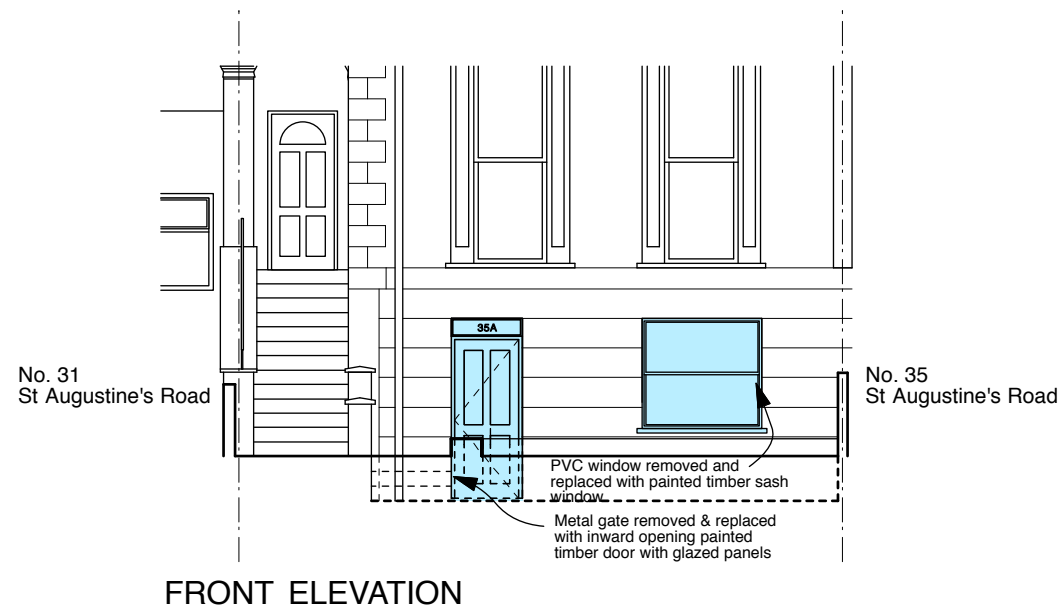 35A
No. 31
St Augustine's Road
No. 35
St Augustine's Road
PVC window removed and
replaced with painted timber sash
window
Metal gate removed & replaced
with inward opening painted
timber door with glazed panels
FRONT ELEVATION